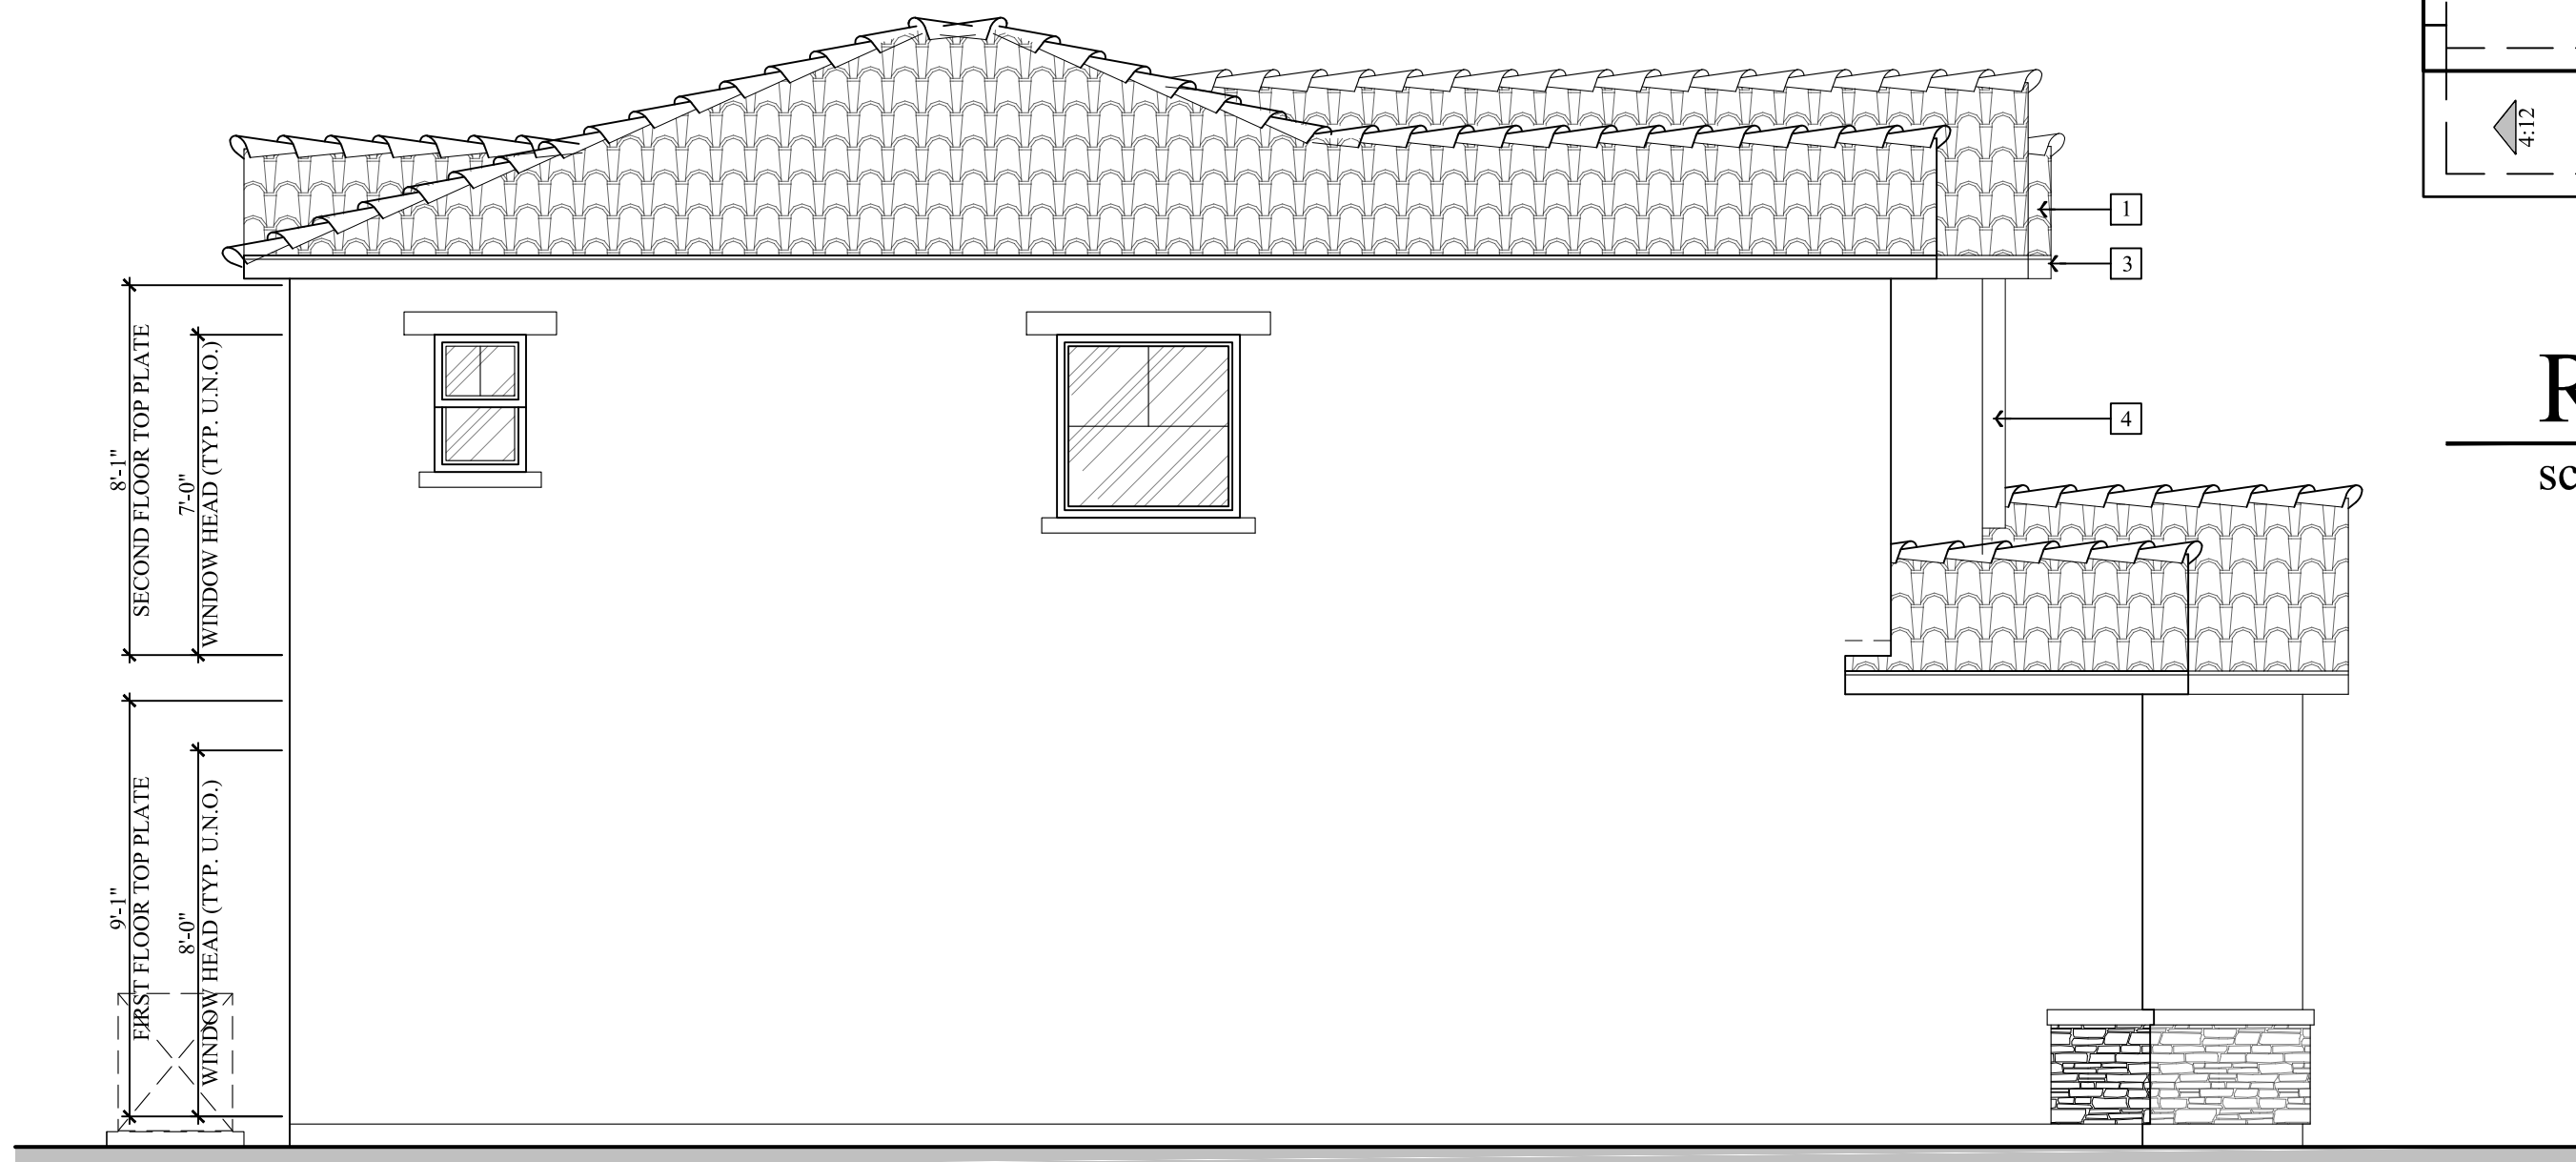 4:12
1
3
4
R
sc
8'-1"
SECOND FLOOR TOP PLATE
7'-0"
WINDOW HEAD (TYP. U.N.O.)
9'-1"
FIRST FLOOR TOP PLATE
8'-0"
WINDOW HEAD (TYP. U.N.O.)